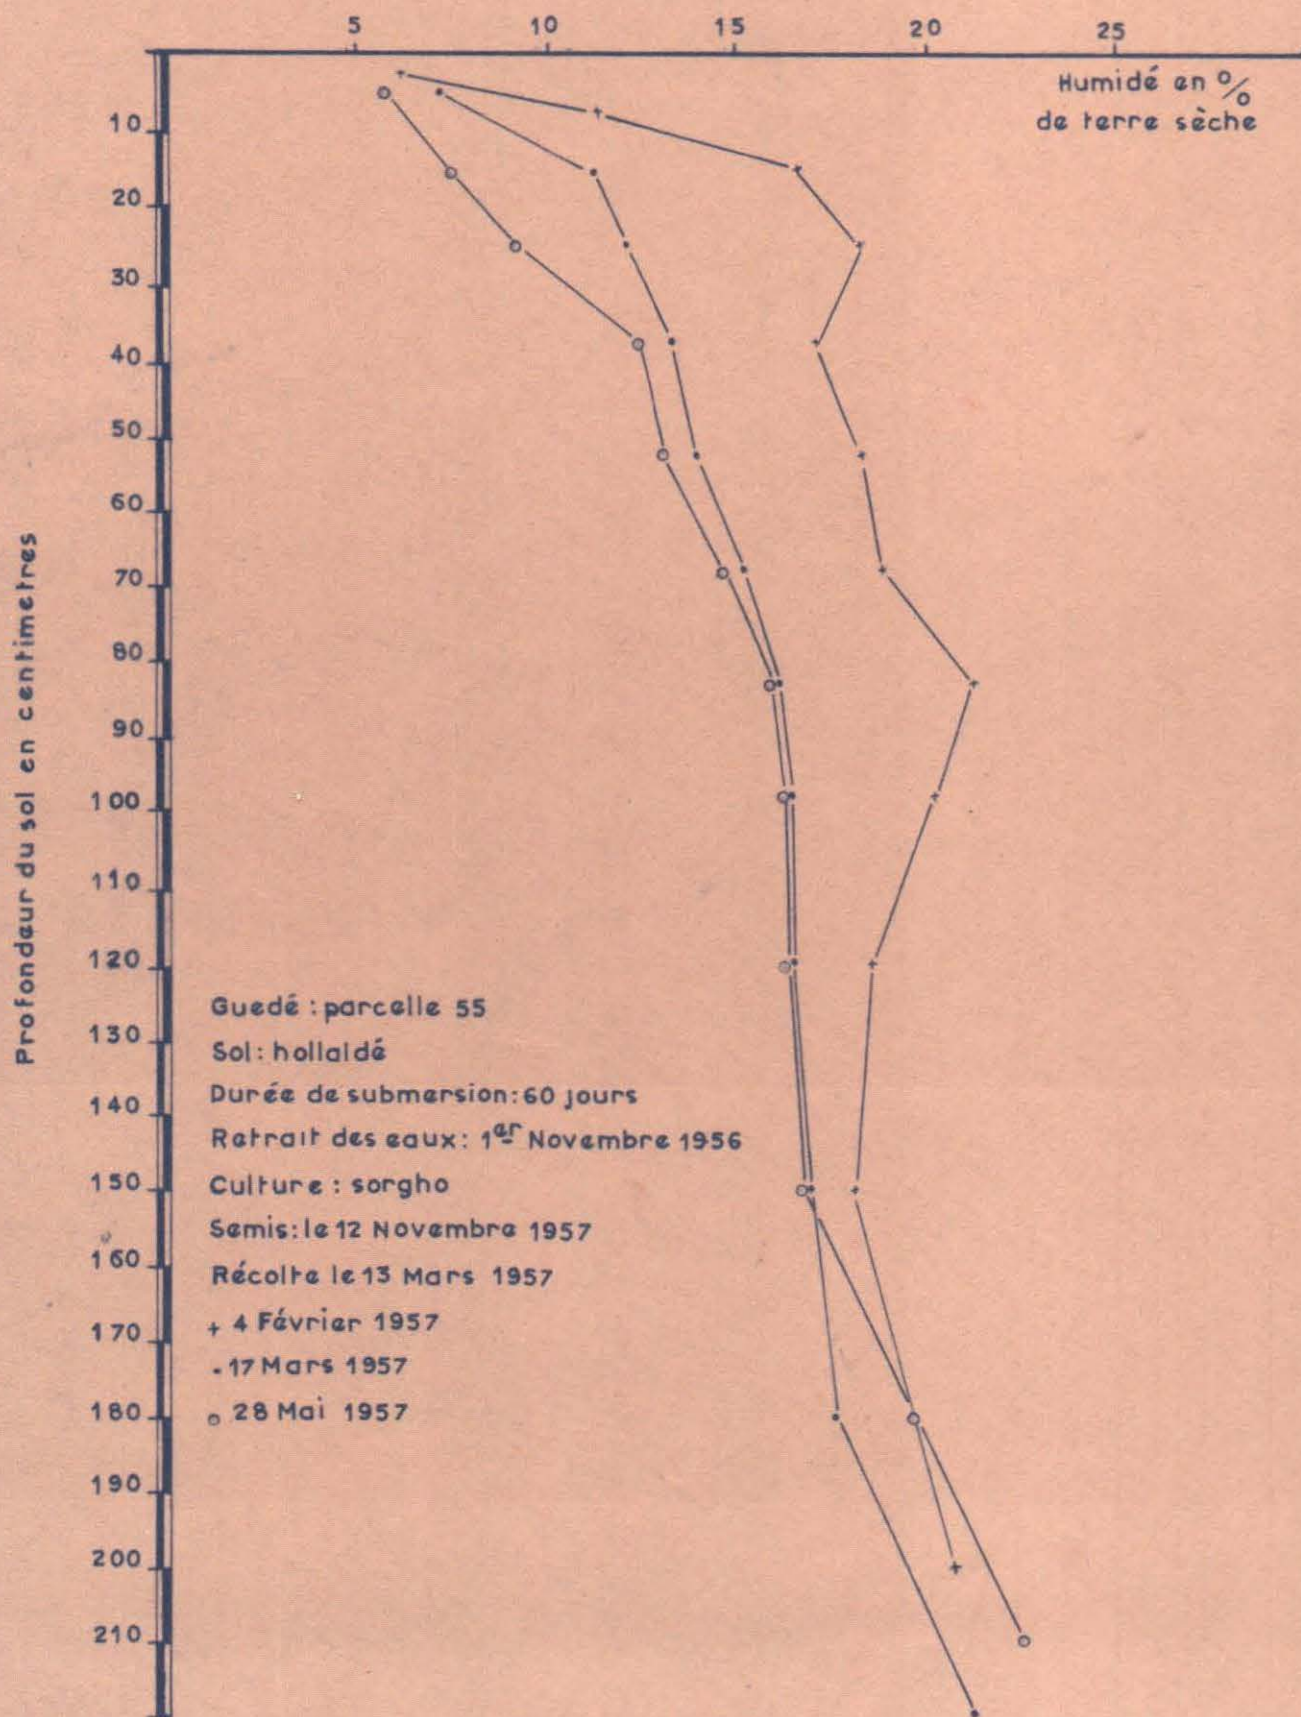 5 10 15 20 25
Humidé en %
de terre sèche
10
20
30
40
50
60
70
80
90
100
110
120
130
140
150
160
170
180
190
200
210
Profondeur du sol en centimetres
Guedé : parcelle 55
Sol : hollaldé
Durée de submersion : 60 jours
Retrait des eaux : 1er Novembre 1956
Culture : sorgho
Semis : le 12 Novembre 1957
Récolte le 13 Mars 1957
+ 4 Février 1957
. 17 Mars 1957
o 28 Mai 1957